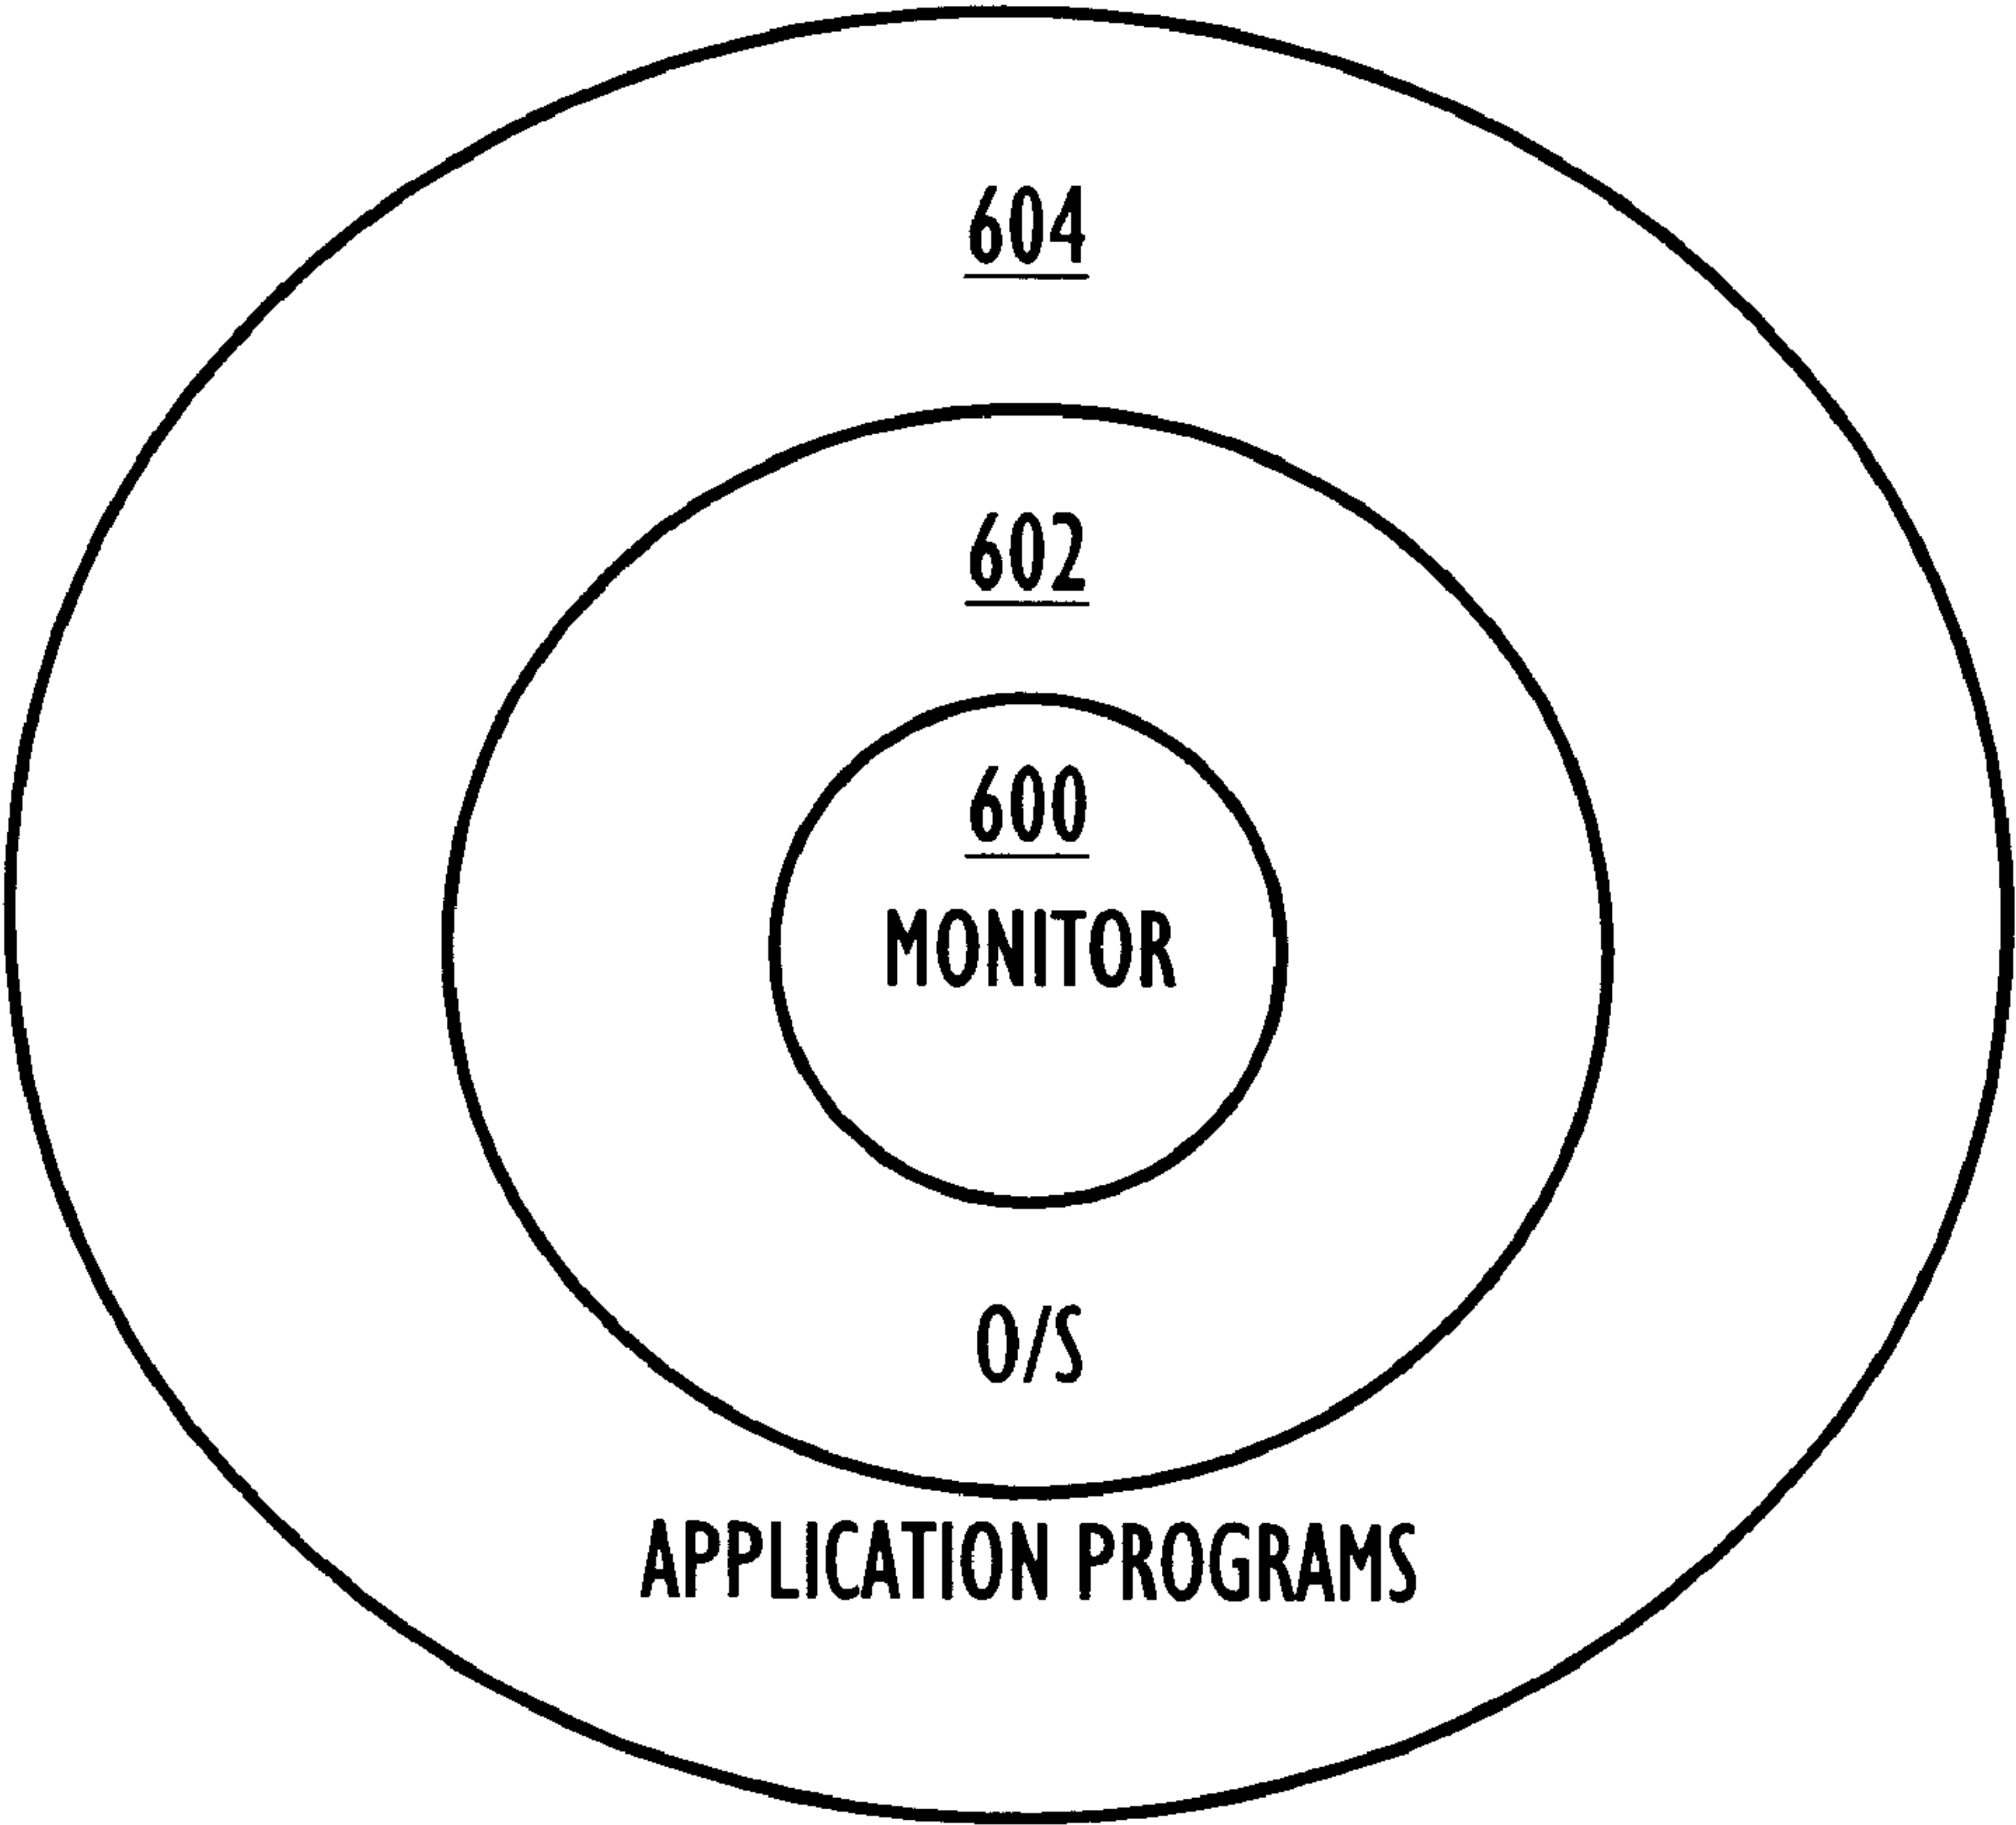 604
602
600
MONITOR
O/S
APPLICATION PROGRAMS